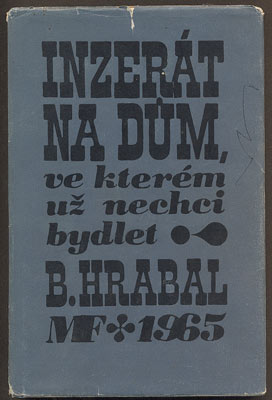 INZERÁT
NA DŮM,
ve kterém
už nechci
bydlet
B. HRABAL
MF 1965